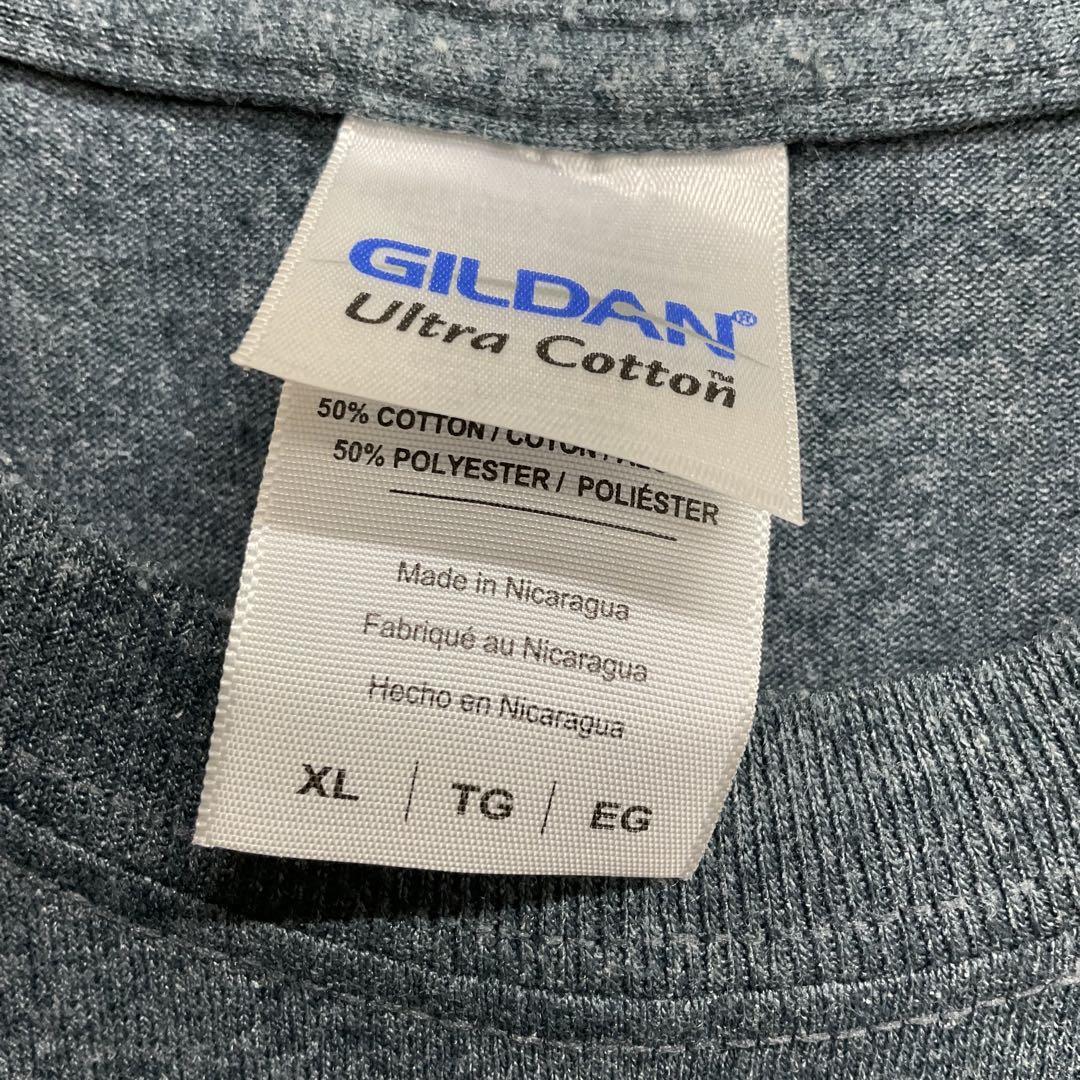 GILDAN®
Ultra Cotton™
50% COTTON /
50% POLYESTER / POLIÉSTER
Made in Nicaragua
Fabriqué au Nicaragua
Hecho en Nicaragua
XL | TG | EG